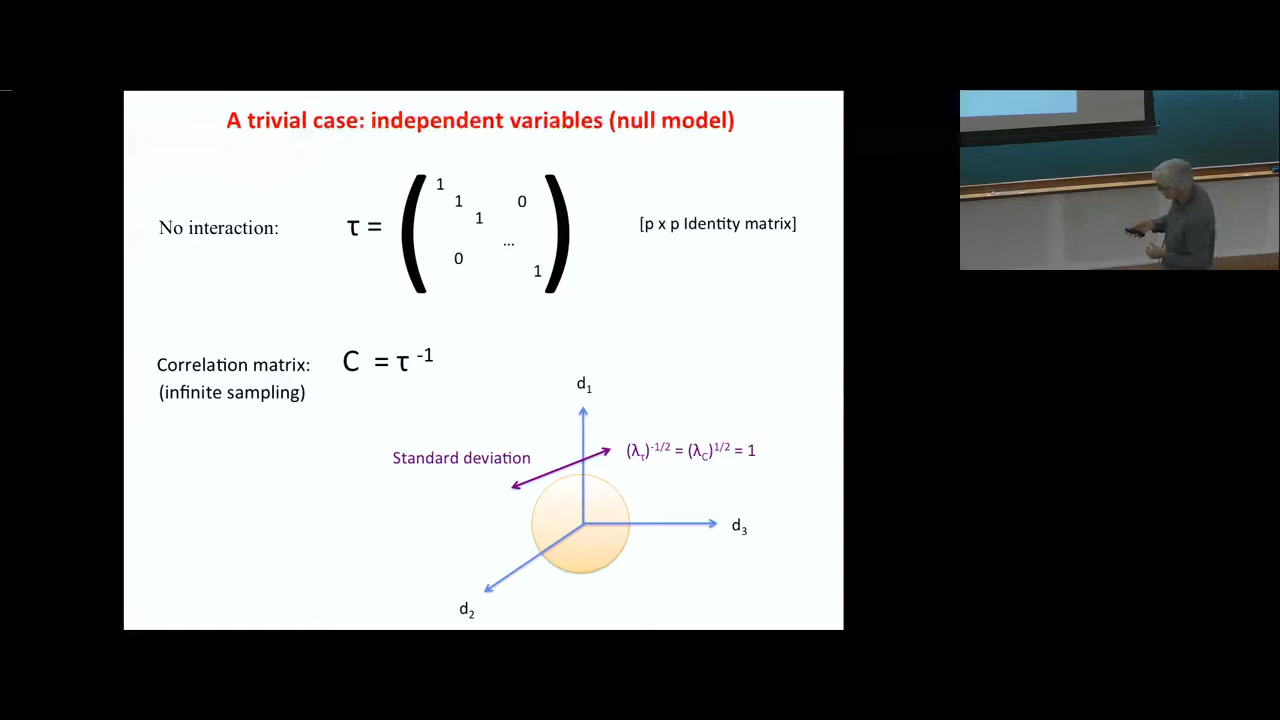 A trivial case: independent variables (null model)
1
1 0
No interaction: τ = 1 [p x p Identity matrix]
...
0
1
Correlation matrix: C = τ -1
(infinite sampling)
d1
Standard deviation (λτ)-1/2 = (λC)1/2 = 1
d3
d2